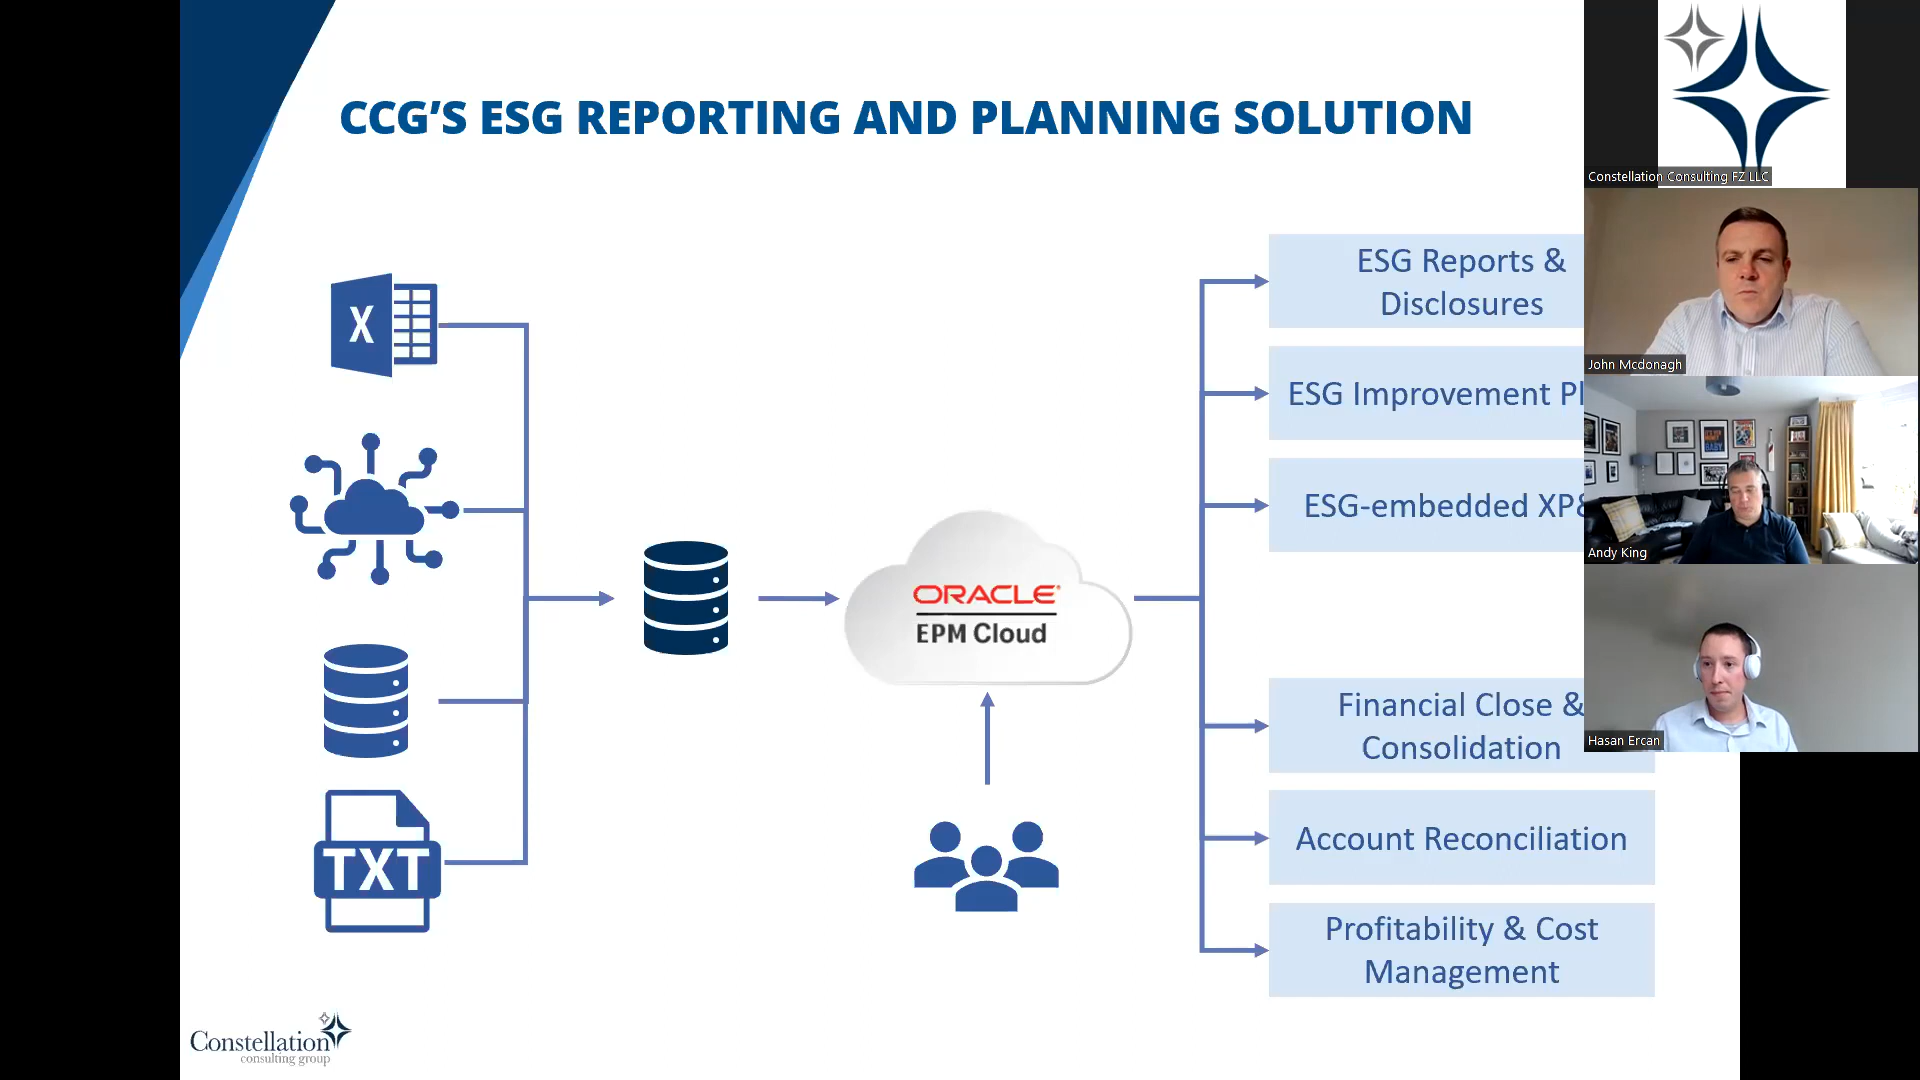 CCG'S ESG REPORTING AND PLANNING SOLUTION
X
TXT
ORACLE
EPM Cloud
ESG Reports &
Disclosures
ESG Improvement Pl
ESG-embedded XP&
Financial Close &
Consolidation
Account Reconciliation
Profitability & Cost
Management
Constellation
consulting group
Constellation Consulting FZ LLC
John Mcdonagh
Andy King
Hasan Ercan